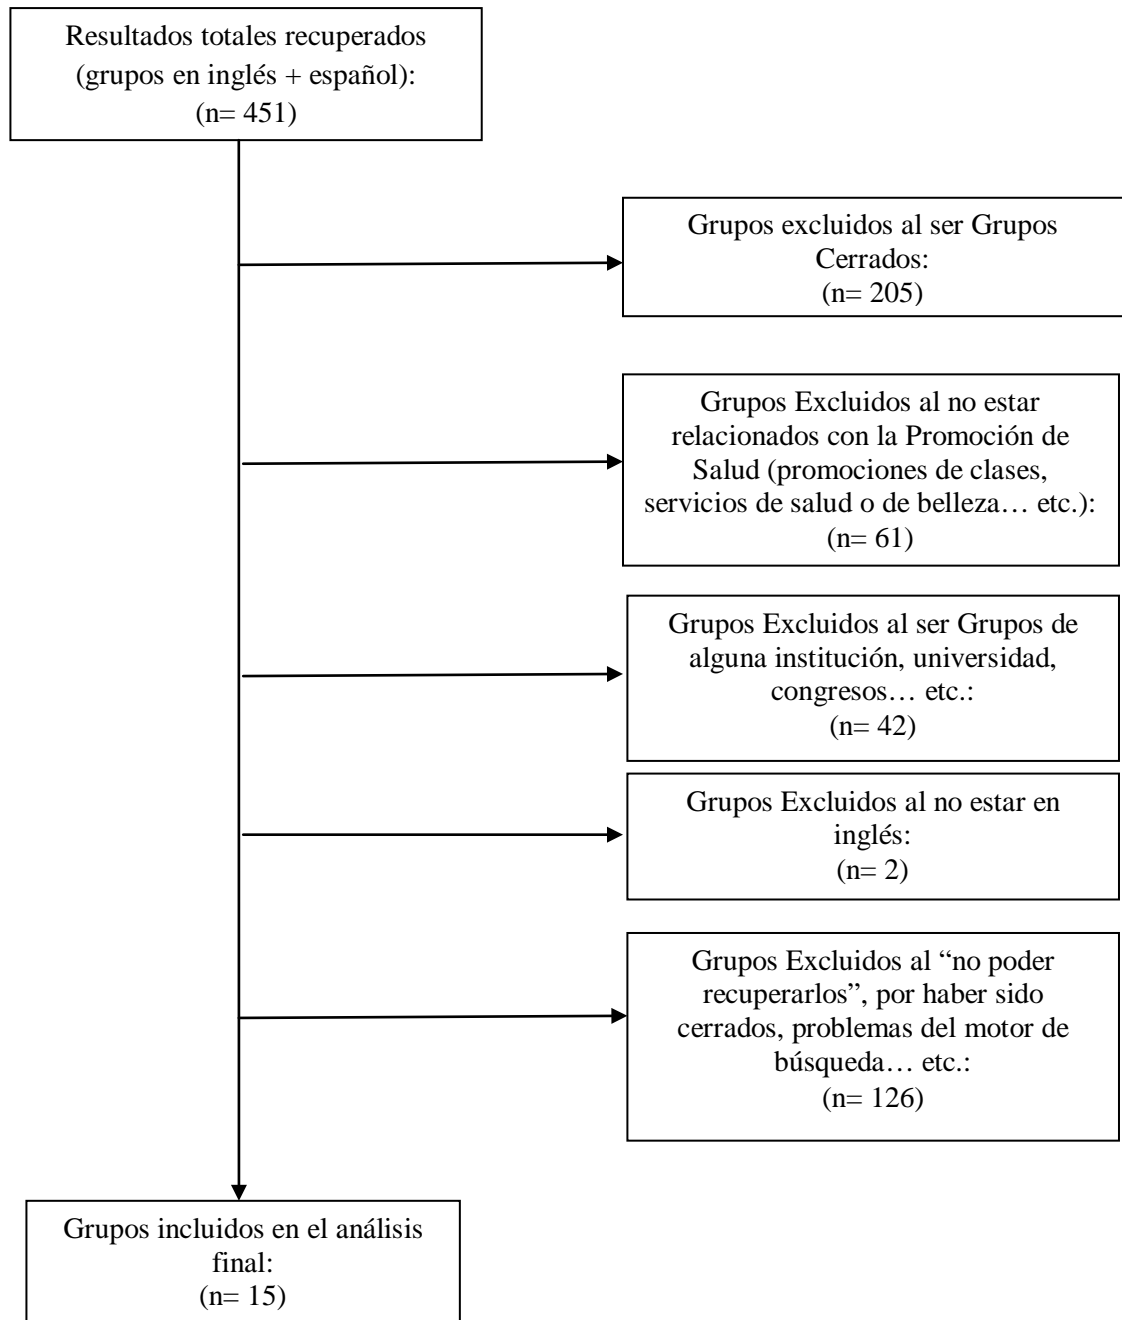 Resultados totales recuperados
(grupos en inglés + español):
(n= 451)
Grupos excluidos al ser Grupos
Cerrados:
(n= 205)
Grupos Excluidos al no estar
relacionados con la Promoción de
Salud (promociones de clases,
servicios de salud o de belleza… etc.):
(n= 61)
Grupos Excluidos al ser Grupos de
alguna institución, universidad,
congresos… etc.:
(n= 42)
Grupos Excluidos al no estar en
inglés:
(n= 2)
Grupos Excluidos al “no poder
recuperarlos”, por haber sido
cerrados, problemas del motor de
búsqueda… etc.:
(n= 126)
Grupos incluidos en el análisis
final:
(n= 15)